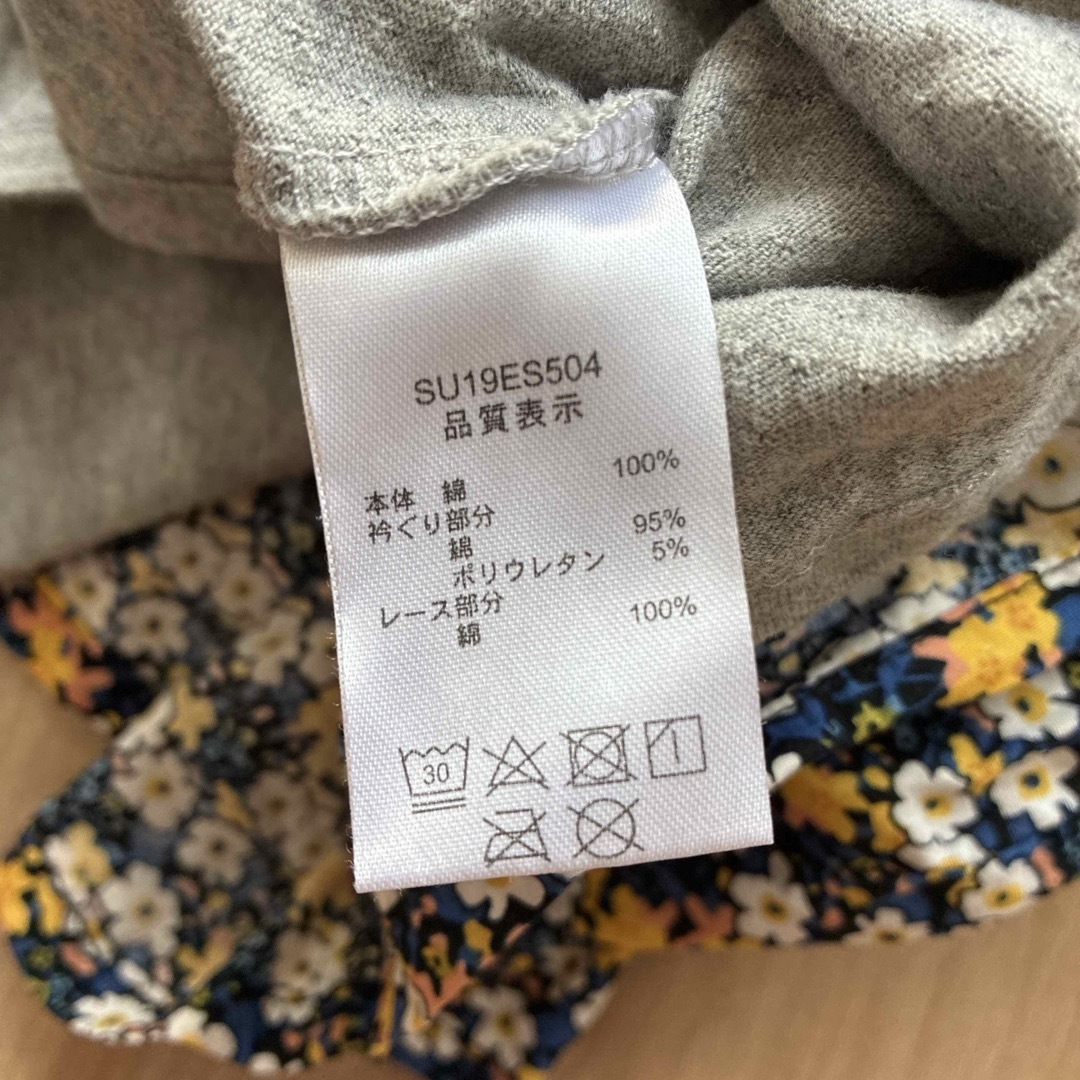 SU19ES504
品質表示
本体 綿 100%
衿ぐり部分
綿 95%
ポリウレタン 5%
レース部分
綿 100%
30